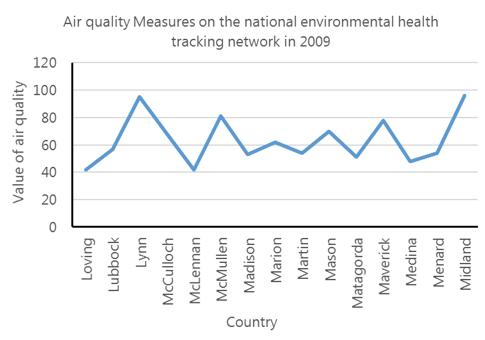 Air quality Measures on the national environmental health
tracking network in 2009
Value of air quality
120
100
80
60
40
20
0
Loving
Lubbock
Lynn
McCulloch
McLennan
McMullen
Madison
Marion
Martin
Mason
Matagorda
Maverick
Medina
Menard
Midland
Country